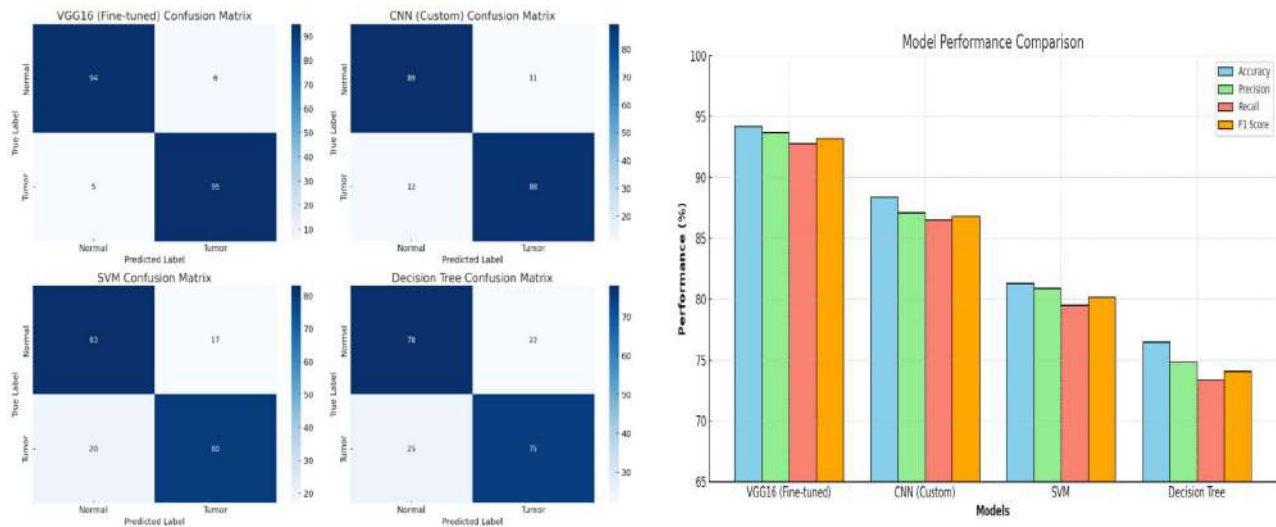 VGG16 (Fine-tuned) Confusion Matrix
90
80
70
60
50
40
30
20
10
Normal
Tumor
True Label
94
6
5
95
Normal
Tumor
Predicted Label
CNN (Custom) Confusion Matrix
80
70
60
50
40
30
20
Normal
Tumor
True Label
89
11
12
88
Normal
Tumor
Predicted Label
SVM Confusion Matrix
80
70
60
50
40
30
20
Normal
Tumor
True Label
83
17
20
80
Normal
Tumor
Predicted Label
Decision Tree Confusion Matrix
70
60
50
40
30
Normal
Tumor
True Label
78
22
25
75
Normal
Tumor
Predicted Label
Model Performance Comparison
100
95
90
85
80
75
70
65
Performance (%)
Accuracy
Precision
Recall
F1 Score
VGG16 (Fine-tuned)
CNN (Custom)
SVM
Decision Tree
Models